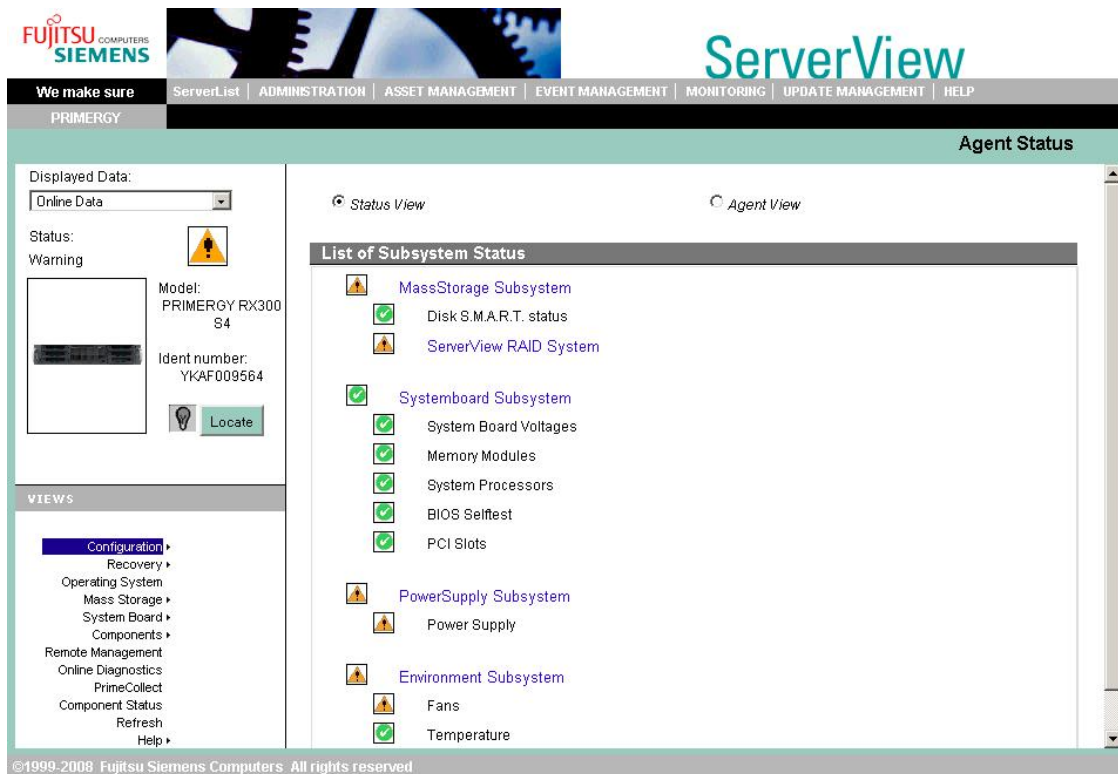 FUJITSU COMPUTERS
SIEMENS
ServerView
We make sure
ServerList | ADMINISTRATION | ASSET MANAGEMENT | EVENT MANAGEMENT | MONITORING | UPDATE MANAGEMENT | HELP
PRIMERGY
Agent Status
Displayed Data:
Online Data
Status:
Warning
Model:
PRIMERGY RX300
S4
Ident number:
YKAF009564
Locate
VIEWS
Configuration
Recovery
Operating System
Mass Storage
System Board
Components
Remote Management
Online Diagnostics
PrimeCollect
Component Status
Refresh
Help
Status View
Agent View
List of Subsystem Status
MassStorage Subsystem
Disk S.M.A.R.T. status
ServerView RAID System
Systemboard Subsystem
System Board Voltages
Memory Modules
System Processors
BIOS Selftest
PCI Slots
PowerSupply Subsystem
Power Supply
Environment Subsystem
Fans
Temperature
©1999-2008 Fujitsu Siemens Computers All rights reserved